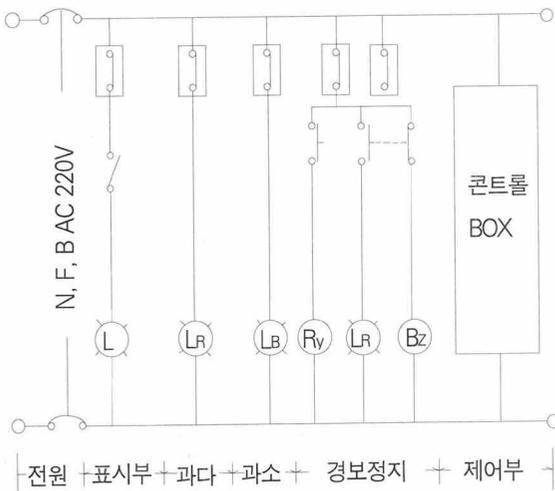 N, F, B AC 220V
콘트롤
BOX
L
LR
LB
Ry
LR
Bz
전원 표시부 과다 과소 경보정지 제어부